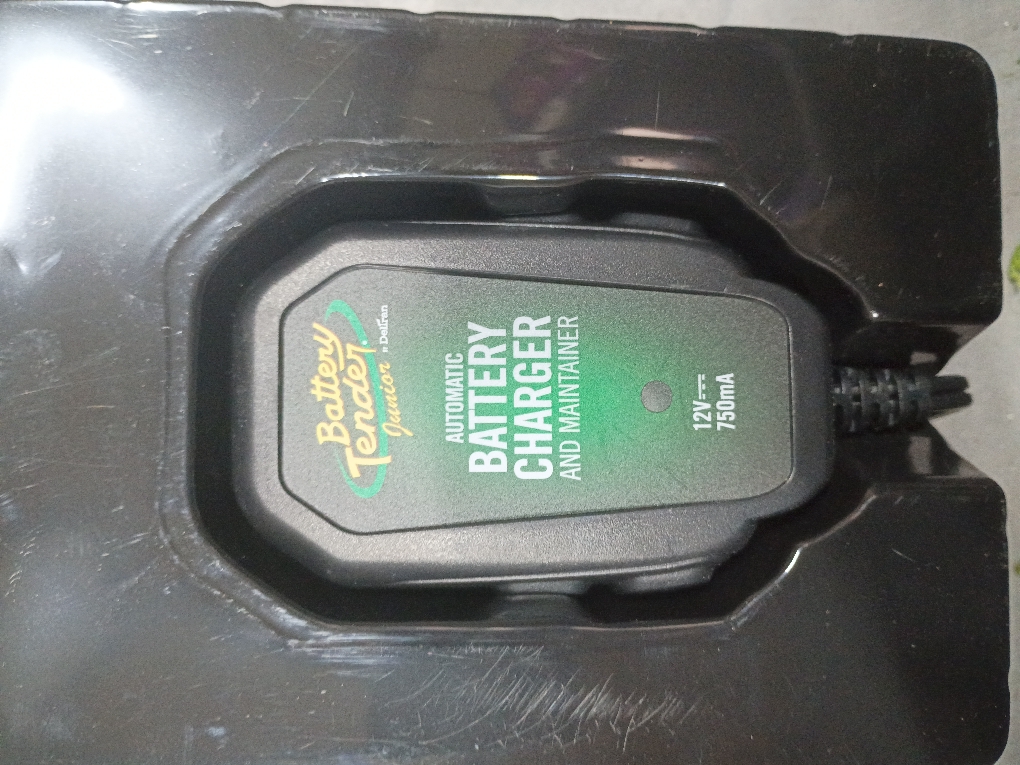 Battery
Tender®
Junior BY Deltran
AUTOMATIC
BATTERY
CHARGER
AND MAINTAINER
12V⎓
750mA